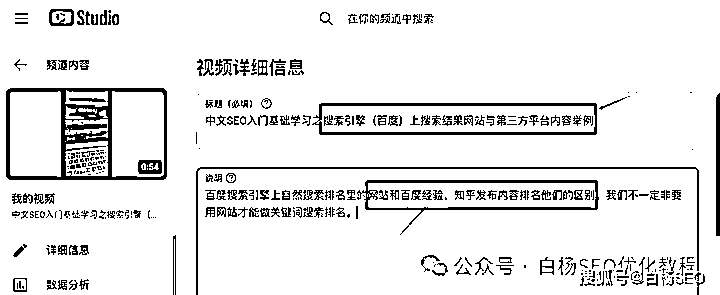 Studio
在你的频道中搜索
频道内容
视频详细信息
标题（必填）
中文SEO入门基础学习之搜索引擎（百度）上搜索结果网站与第三方平台内容举例
0:54
说明
百度搜索引擎上自然搜索排名里的网站和百度经验、知乎发布内容排名他们的区别，我们不一定非要
用网站才能做关键词搜索排名。
我的视频
中文SEO入门基础学习之搜索引擎（...
详细信息
数据分析
公众号 · 白杨SEO优化教程
搜狐号@白杨SEO